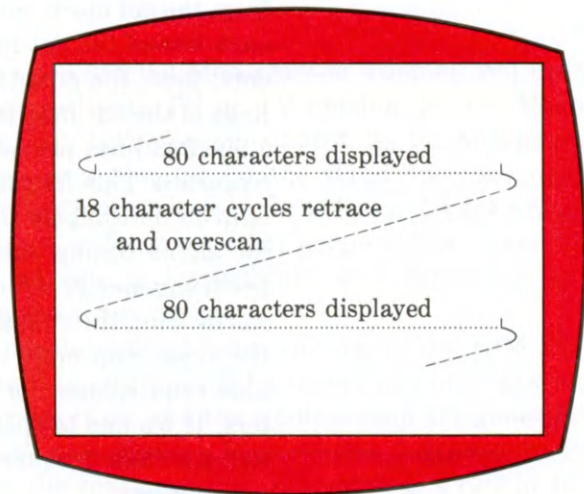 80 characters displayed
18 character cycles retrace
and overscan
80 characters displayed